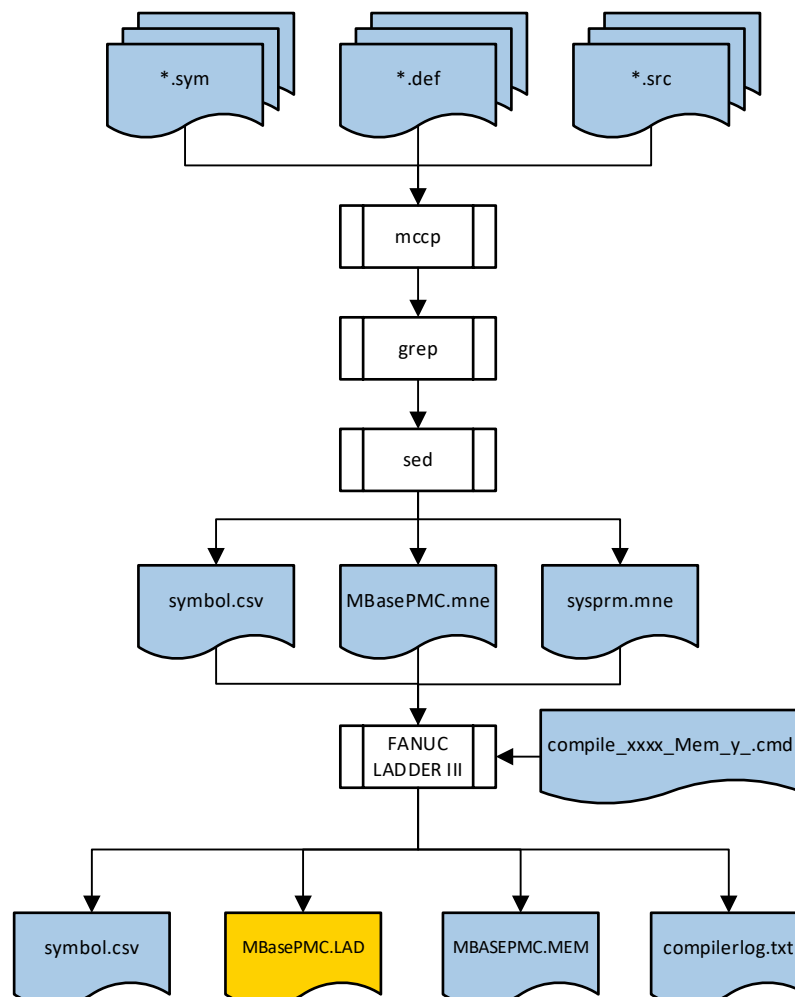 *.sym
*.def
*.src
mccp
grep
sed
symbol.csv
MBasePMC.mne
sysprm.mne
FANUC
LADDER III
compile_xxxx_Mem_y_.cmd
symbol.csv
MBasePMC.LAD
MBASEPMC.MEM
compilerlog.txt